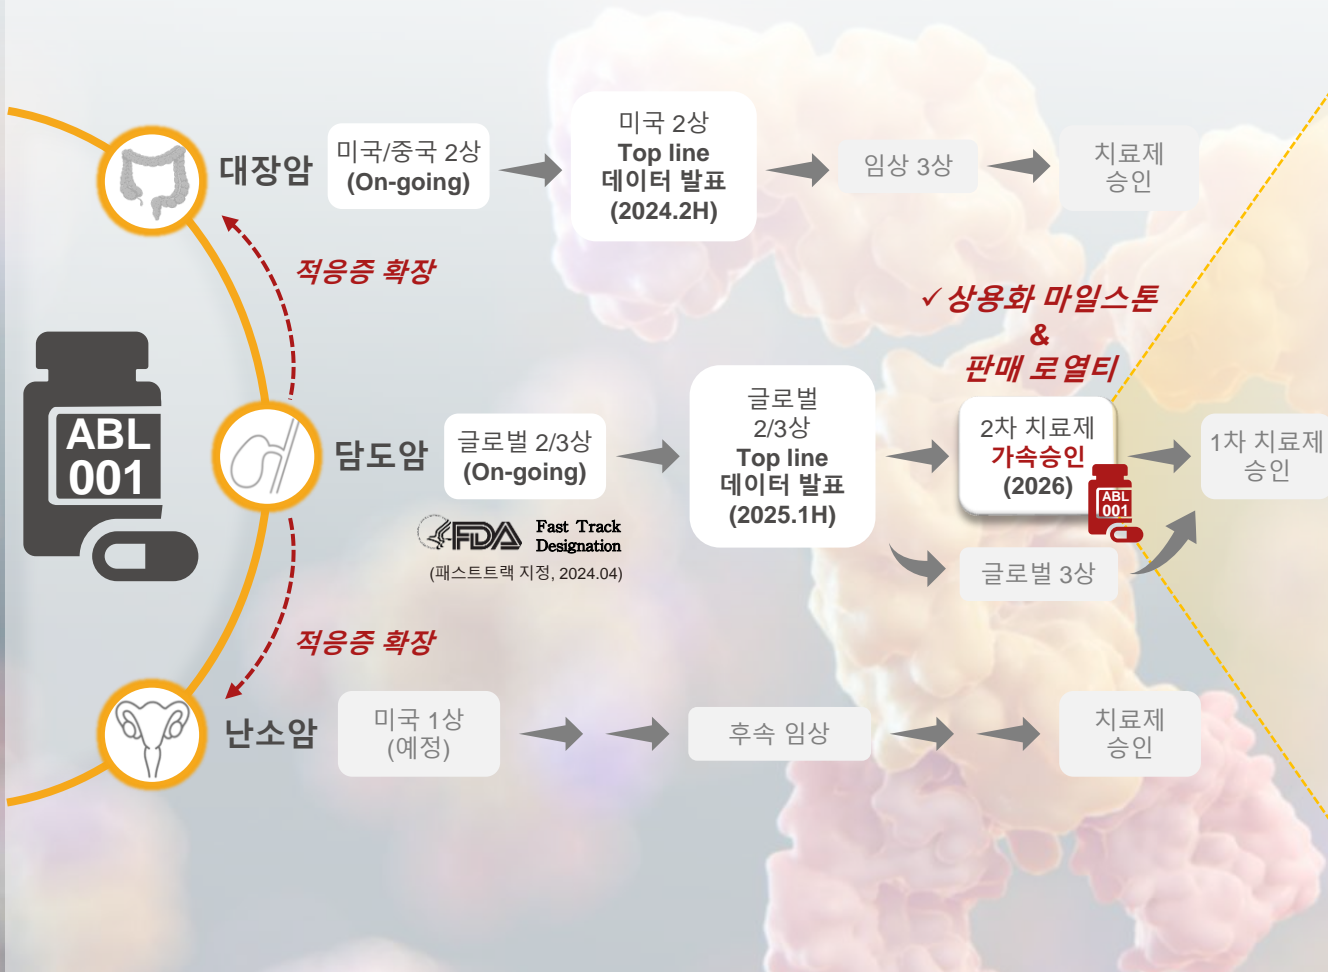 대장암
미국/중국 2상
(On-going)
미국 2상
Top line
데이터 발표
(2024.2H)
임상 3상
치료제
승인
적응증 확장
✓상용화 마일스톤
&
판매 로열티
ABL
001
담도암
글로벌 2/3상
(On-going)
글로벌
2/3상
Top line
데이터 발표
(2025.1H)
2차 치료제
가속승인
(2026)
ABL
001
1차 치료제
승인
FDA
Fast Track
Designation
(패스트트랙 지정, 2024.04)
글로벌 3상
적응증 확장
난소암
미국 1상
(예정)
후속 임상
치료제
승인